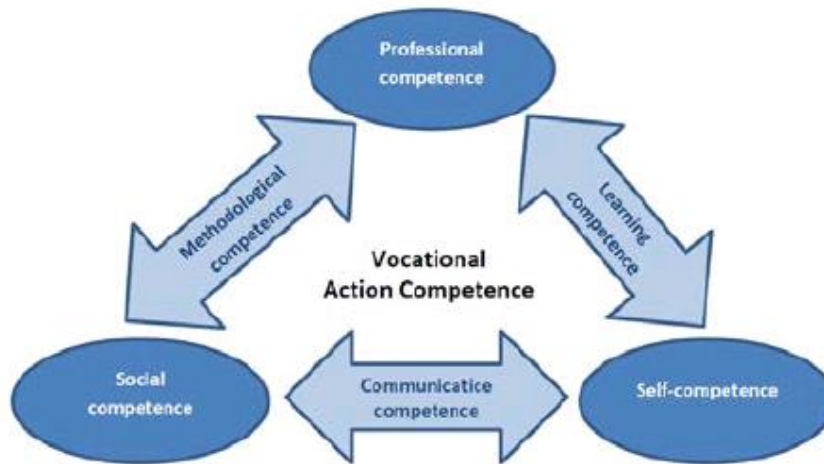 Professional
competence
Methodological
competence
Learning
competence
Vocational
Action Competence
Social
competence
Communicatice
competence
Self-competence